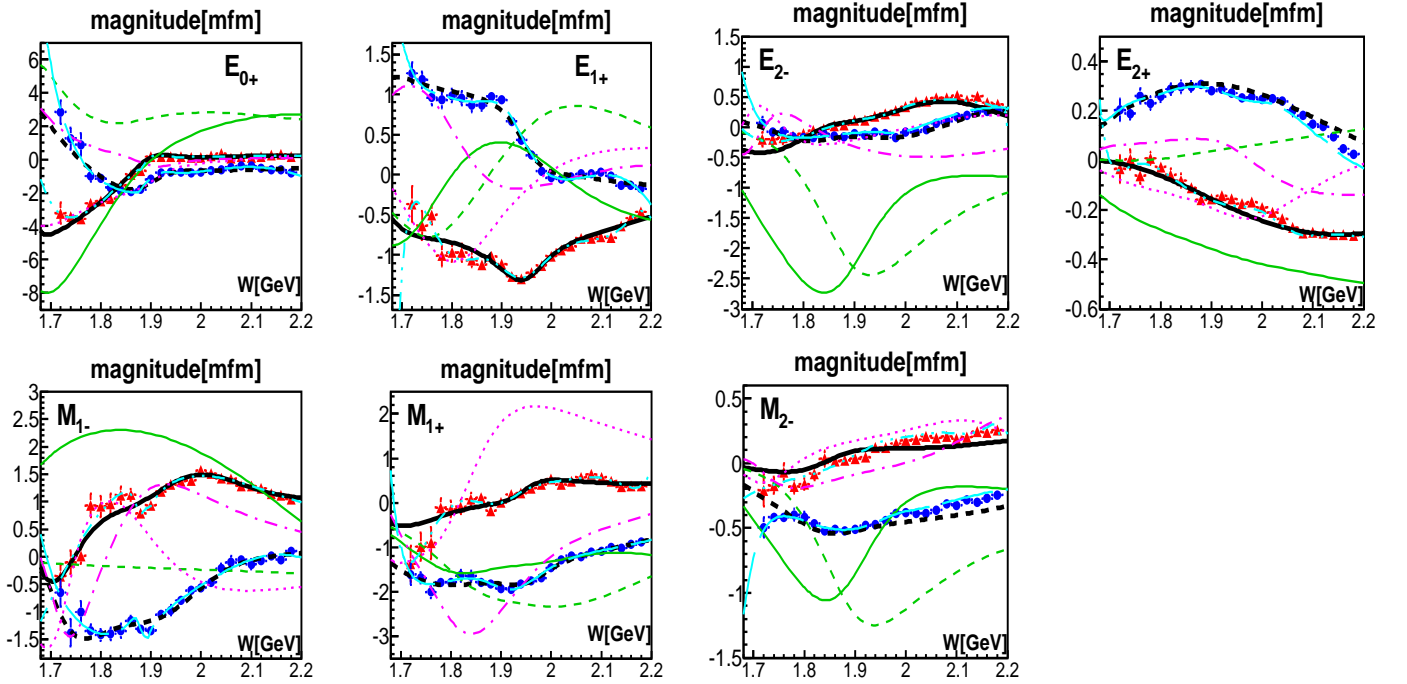 magnitude[mfm] magnitude[mfm] magnitude[mfm] magnitude[mfm]
E0+
6
4
2
0
-2
-4
-6
-8
W[GeV]
1.7 1.8 1.9 2 2.1 2.2
E1+
1.5
1
0.5
0
-0.5
-1
-1.5
W[GeV]
1.7 1.8 1.9 2 2.1 2.2
E2-
1.5
1
0.5
0
-0.5
-1
-1.5
-2
-2.5
-3
W[GeV]
1.7 1.8 1.9 2 2.1 2.2
E2+
0.4
0.2
0
-0.2
-0.4
-0.6
W[GeV]
1.7 1.8 1.9 2 2.1 2.2
magnitude[mfm] magnitude[mfm] magnitude[mfm]
M1-
3
2.5
2
1.5
1
0.5
0
-0.5
-1
-1.5
W[GeV]
1.7 1.8 1.9 2 2.1 2.2
M1+
2
1
0
-1
-2
-3
W[GeV]
1.7 1.8 1.9 2 2.1 2.2
M2-
0.5
0
-0.5
-1
-1.5
W[GeV]
1.7 1.8 1.9 2 2.1 2.2